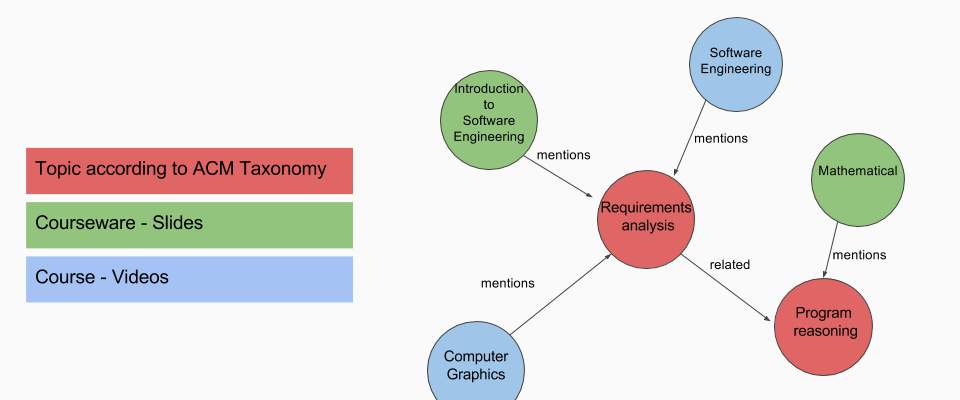 Topic according to ACM Taxonomy
Courseware - Slides
Course - Videos
Introduction
to
Software
Engineering
Software
Engineering
mentions
mentions
Requirements
analysis
Mathematical
mentions
related
mentions
Program
reasoning
Computer
Graphics